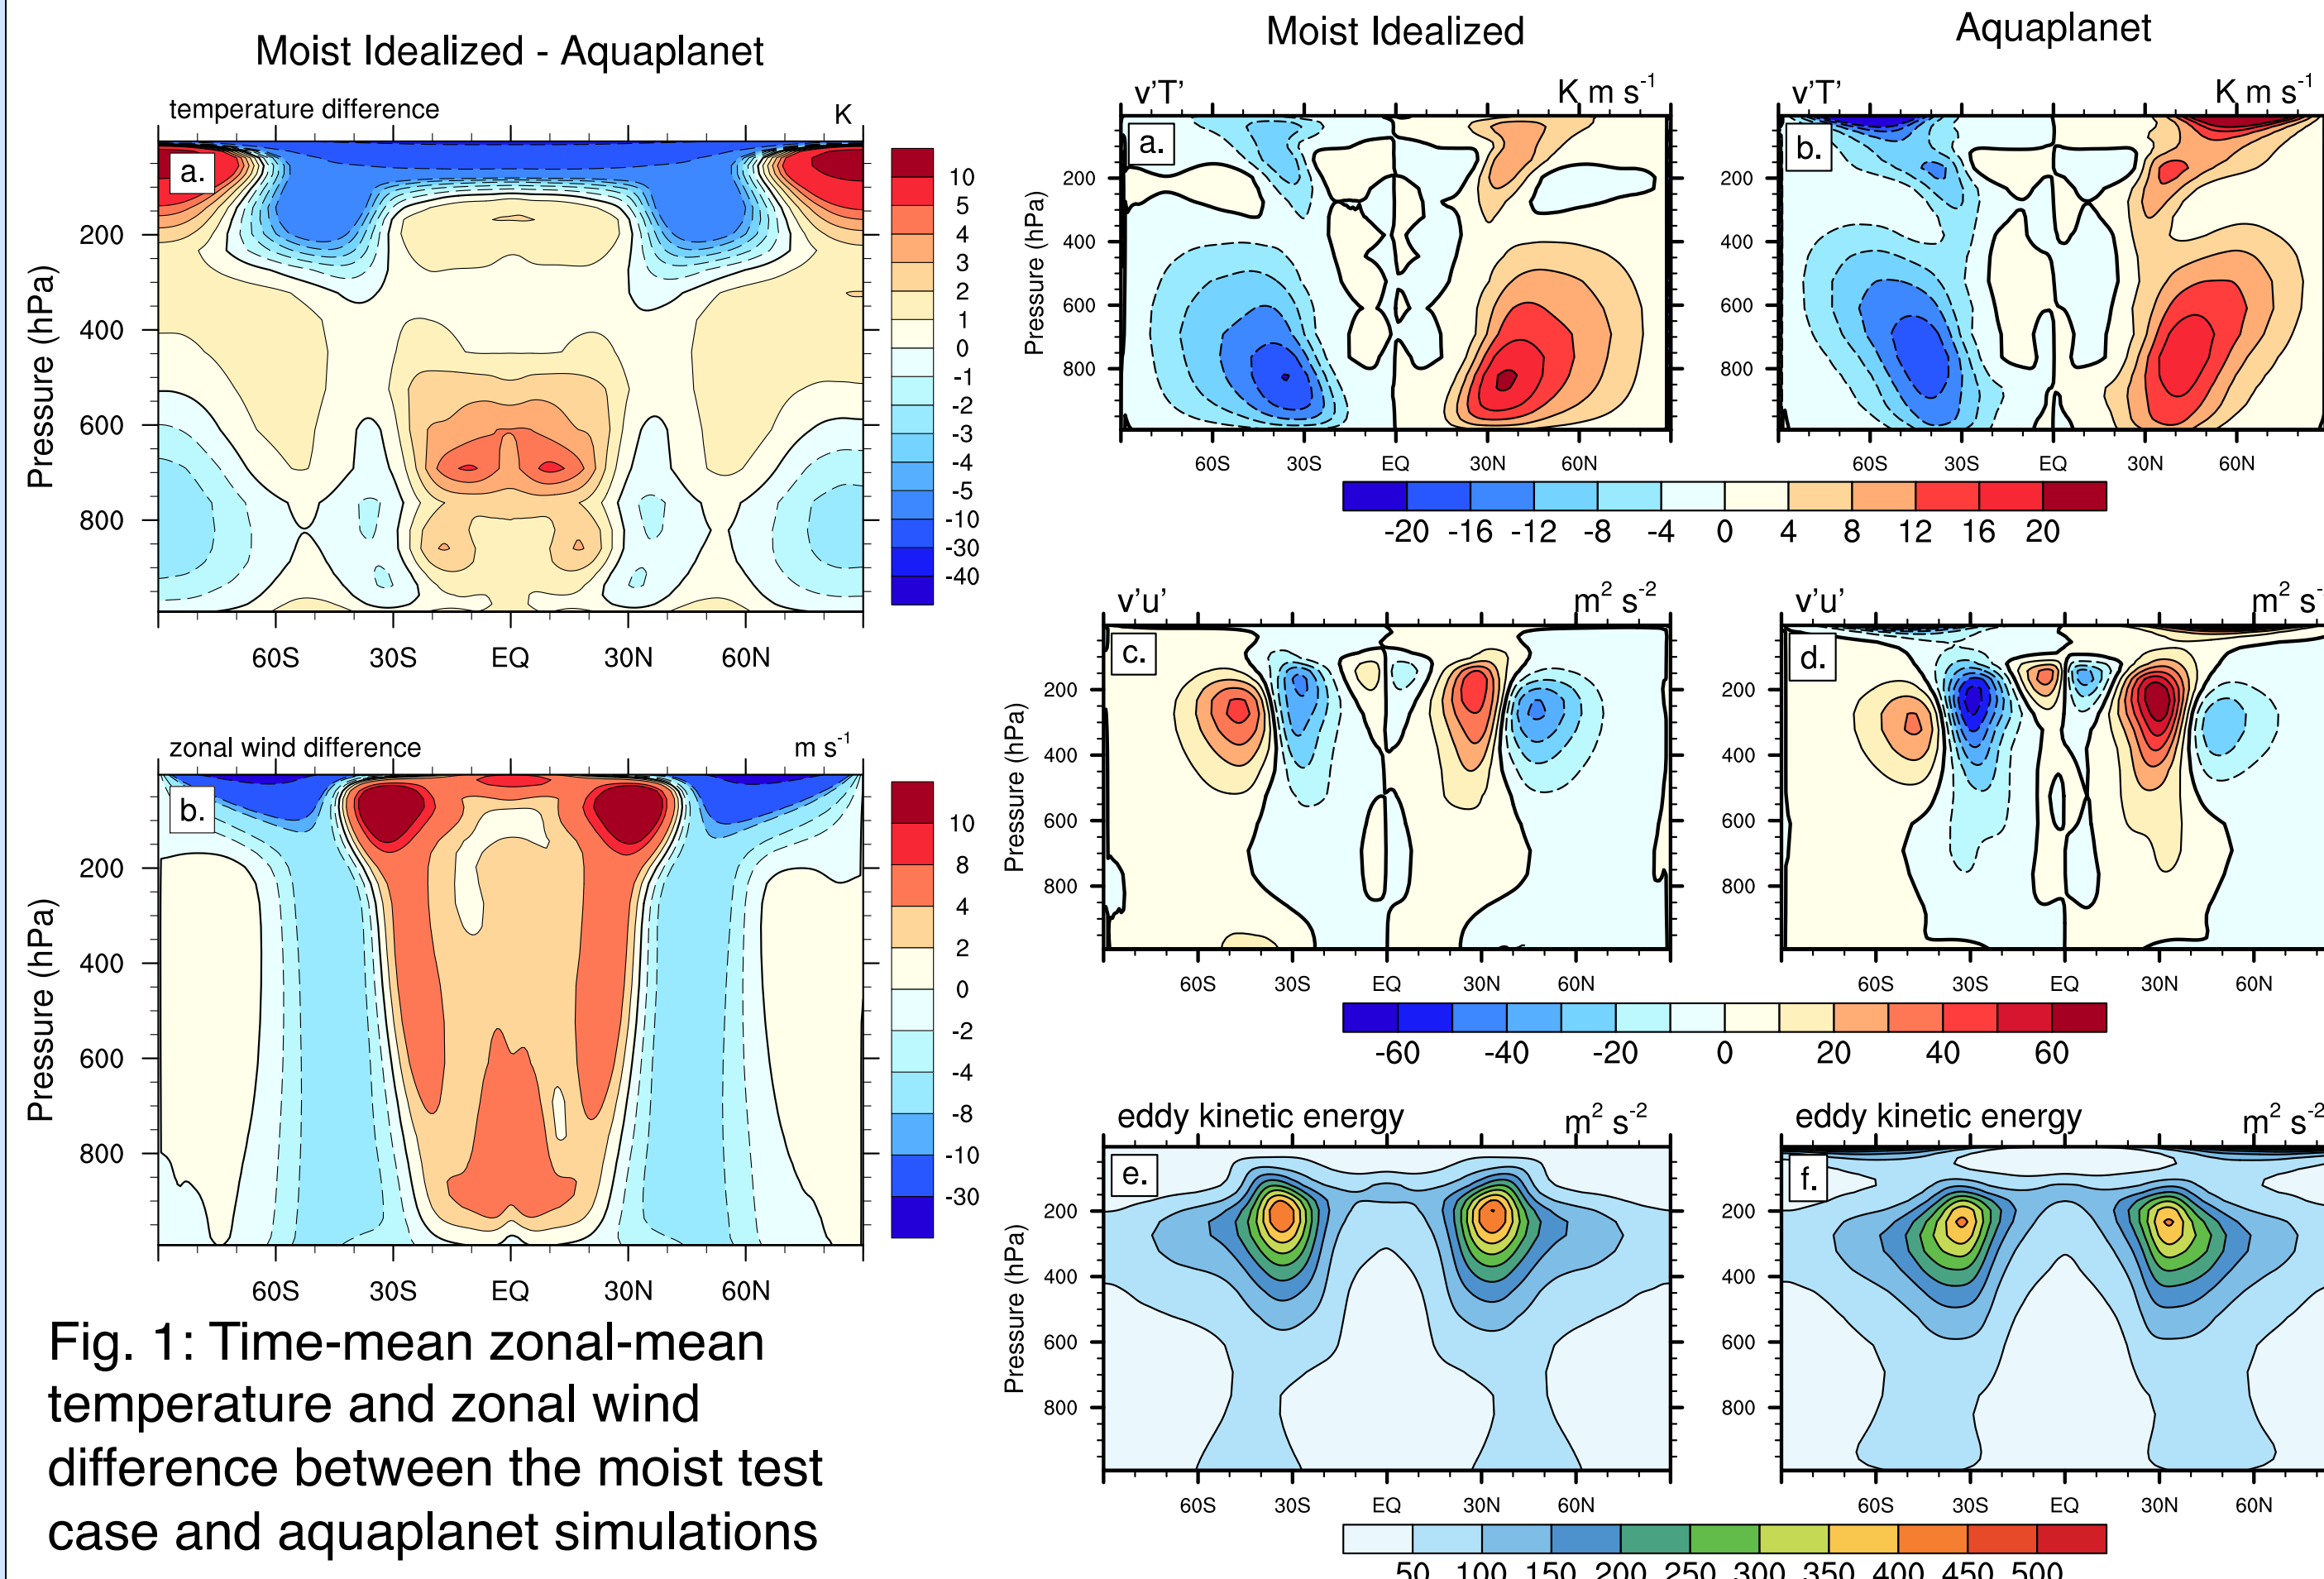 Moist Idealized - Aquaplanet
temperature difference K
a.
Pressure (hPa)
200
400
600
800
60S 30S EQ 30N 60N
10
5
4
3
2
1
0
-1
-2
-3
-4
-5
-10
-30
-40
zonal wind difference m s-1
b.
Pressure (hPa)
200
400
600
800
60S 30S EQ 30N 60N
10
8
4
2
0
-2
-4
-8
-10
-30
Fig. 1: Time-mean zonal-mean
temperature and zonal wind
difference between the moist test
case and aquaplanet simulations
Moist Idealized Aquaplanet
v'T' K m s-1
a.
Pressure (hPa)
200
400
600
800
60S 30S EQ 30N 60N
v'T' K m s-1
b.
200
400
600
800
60S 30S EQ 30N 60N
-20 -16 -12 -8 -4 0 4 8 12 16 20
v'u' m2 s-2
c.
Pressure (hPa)
200
400
600
800
60S 30S EQ 30N 60N
v'u' m2 s-
d.
200
400
600
800
60S 30S EQ 30N 60N
-60 -40 -20 0 20 40 60
eddy kinetic energy m2 s-2
e.
Pressure (hPa)
200
400
600
800
60S 30S EQ 30N 60N
eddy kinetic energy m2 s-2
f.
200
400
600
800
60S 30S EQ 30N 60N
50 100 150 200 250 300 350 400 450 500